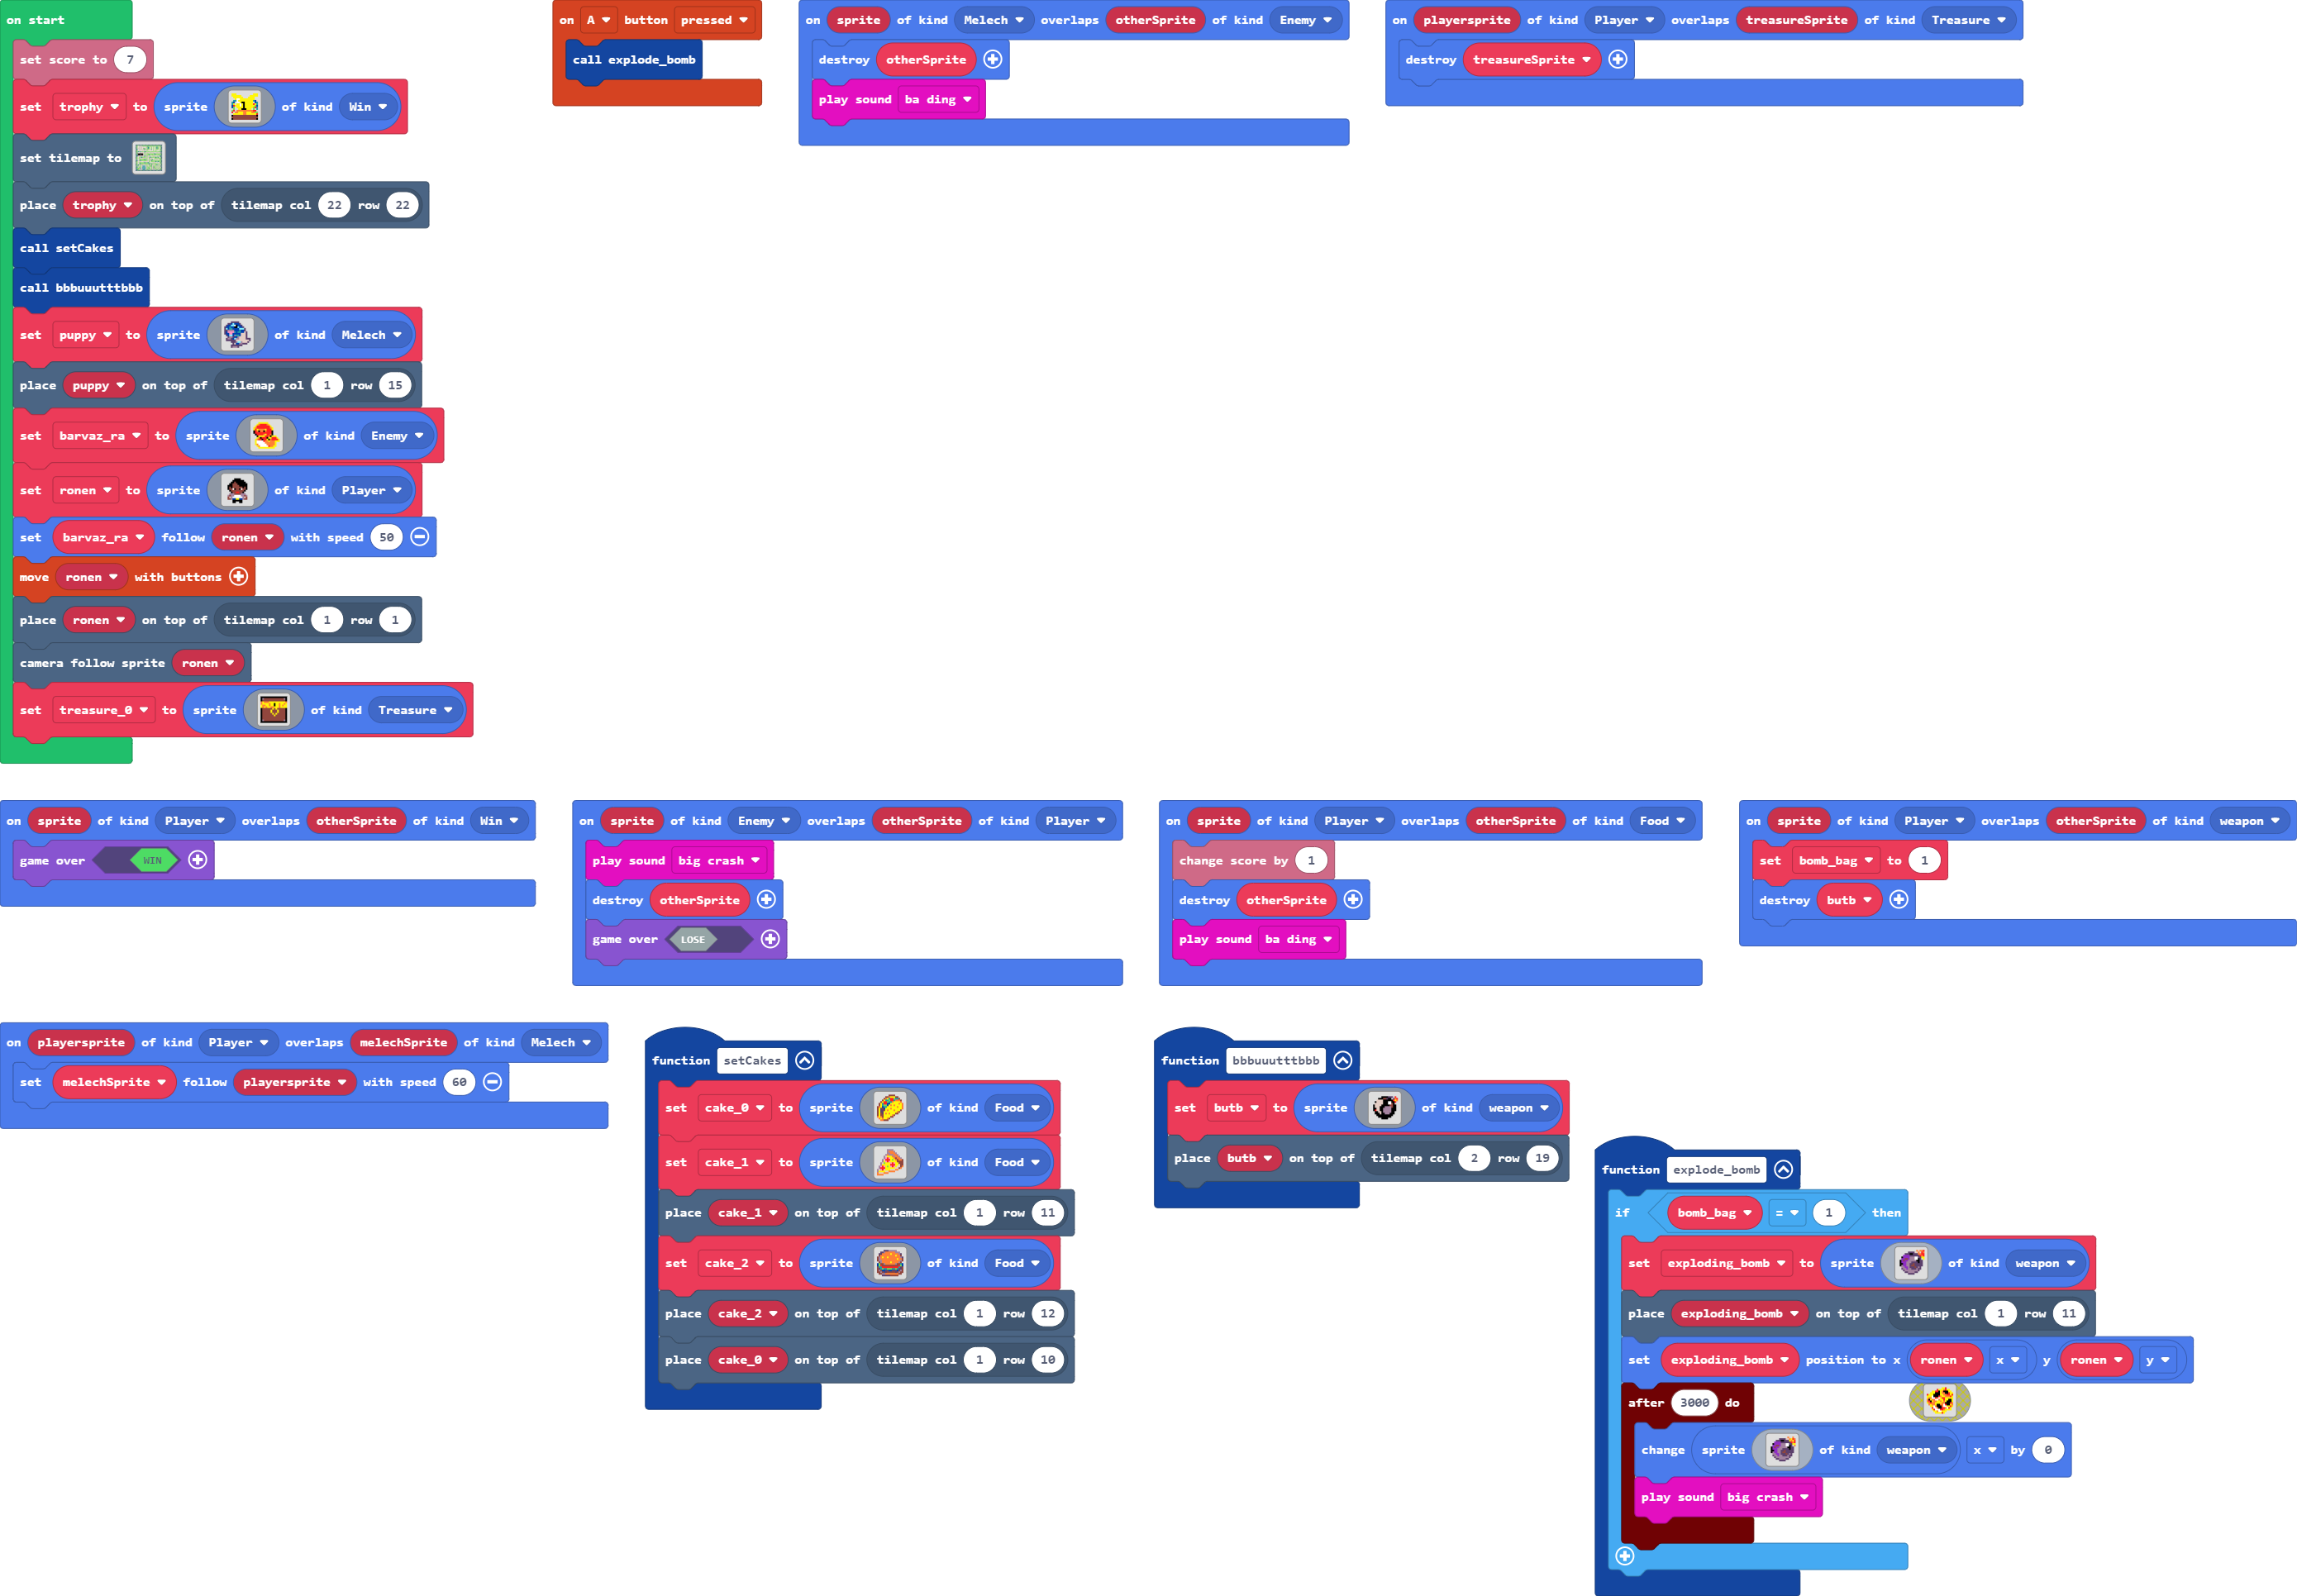 on start
set score to 7
set trophy to sprite 1 of kind Win
set tilemap to
place trophy on top of tilemap col 22 row 22
call setCakes
call bbbuuutttbbb
set puppy to sprite of kind Melech
place puppy on top of tilemap col 1 row 15
set barvaz_ra to sprite of kind Enemy
set ronen to sprite of kind Player
set barvaz_ra follow ronen with speed 50
move ronen with buttons
place ronen on top of tilemap col 1 row 1
camera follow sprite ronen
set treasure_0 to sprite of kind Treasure
on A button pressed
call explode_bomb
on sprite of kind Melech overlaps otherSprite of kind Enemy
destroy otherSprite
play sound ba ding
on playersprite of kind Player overlaps treasureSprite of kind Treasure
destroy treasureSprite
on sprite of kind Player overlaps otherSprite of kind Win
game over WIN
on sprite of kind Enemy overlaps otherSprite of kind Player
play sound big crash
destroy otherSprite
game over LOSE
on sprite of kind Player overlaps otherSprite of kind Food
change score by 1
destroy otherSprite
play sound ba ding
on sprite of kind Player overlaps otherSprite of kind weapon
set bomb_bag to 1
destroy butb
on playersprite of kind Player overlaps melechSprite of kind Melech
set melechSprite follow playersprite with speed 60
function setCakes
set cake_0 to sprite of kind Food
set cake_1 to sprite of kind Food
place cake_1 on top of tilemap col 1 row 11
set cake_2 to sprite of kind Food
place cake_2 on top of tilemap col 1 row 12
place cake_0 on top of tilemap col 1 row 10
function bbbuuutttbbb
set butb to sprite of kind weapon
place butb on top of tilemap col 2 row 19
function explode_bomb
if bomb_bag = 1 then
set exploding_bomb to sprite of kind weapon
place exploding_bomb on top of tilemap col 1 row 11
set exploding_bomb position to x ronen x y ronen y
after 3000 do
change sprite of kind weapon x by 0
play sound big crash